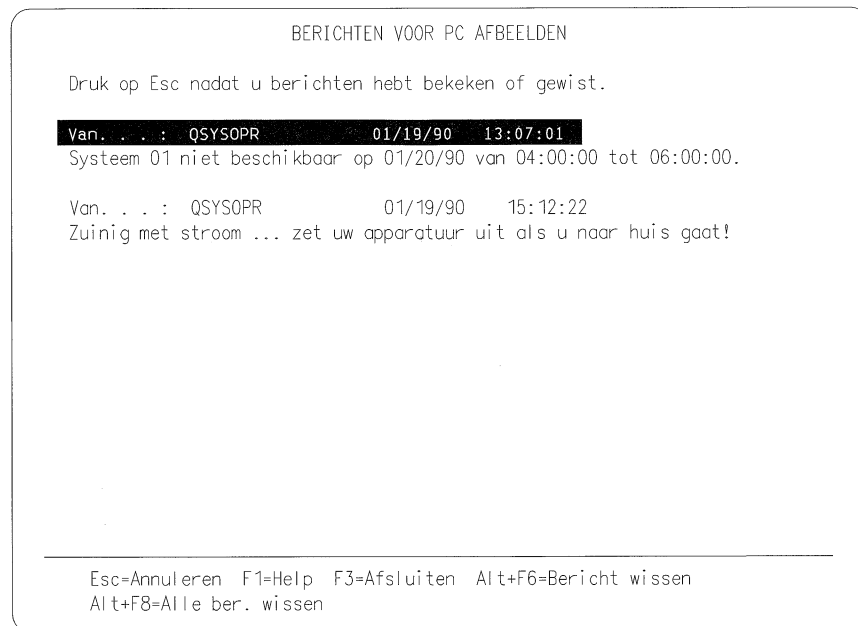 BERICHTEN VOOR PC AFBEELDEN
Druk op Esc nadat u berichten hebt bekeken of gewist.
Van. . . : QSYSOPR 01/19/90 13:07:01
Systeem 01 niet beschikbaar op 01/20/90 van 04:00:00 tot 06:00:00.
Van. . . : QSYSOPR 01/19/90 15:12:22
Zuinig met stroom ... zet uw apparatuur uit als u naar huis gaat!
Esc=Annuleren F1=Help F3=Afsluiten Alt+F6=Bericht wissen
Alt+F8=Alle ber. wissen